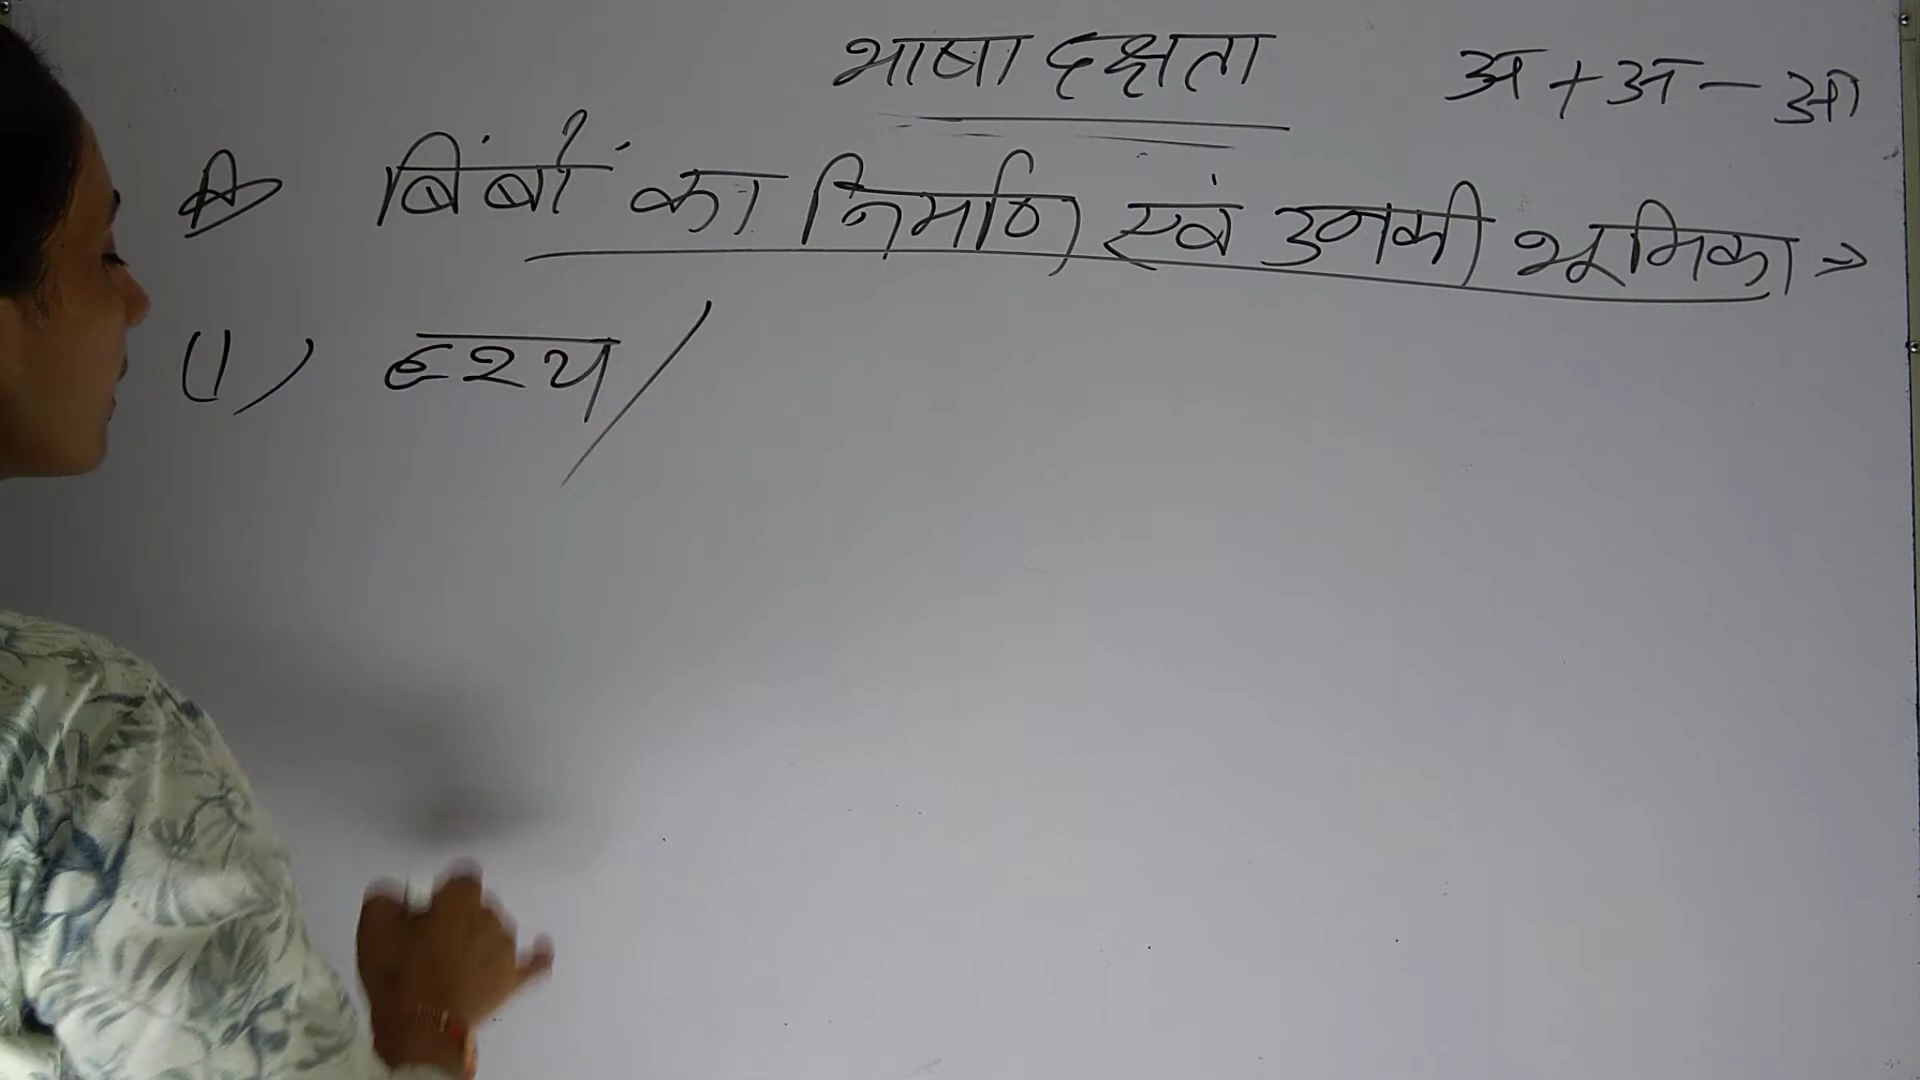 भाषा दक्षता
अ + अ - आ
बिंबों का निर्माण एवं उनकी भूमिका →
(1) दृश्य /